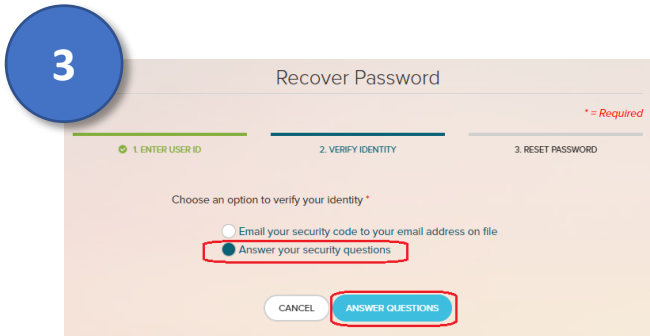 3
Recover Password
* = Required
1. ENTER USER ID
2. VERIFY IDENTITY
3. RESET PASSWORD
Choose an option to verify your identity *
Email your security code to your email address on file
Answer your security questions
CANCEL
ANSWER QUESTIONS